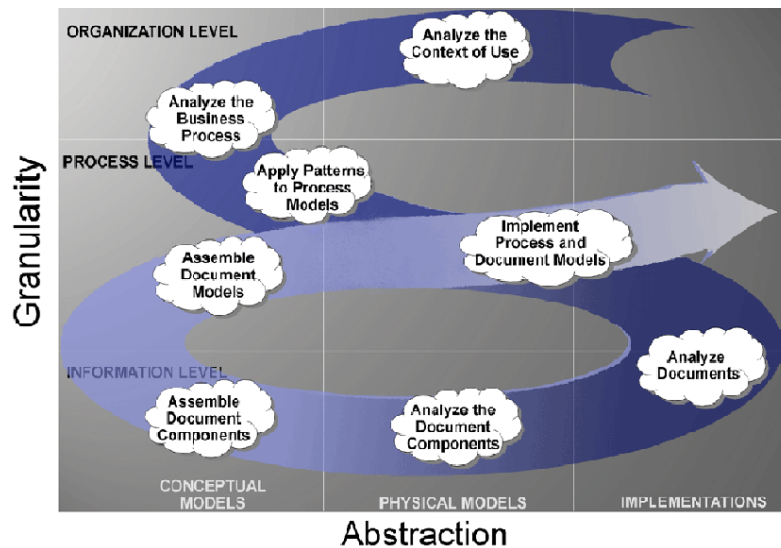 ORGANIZATION LEVEL
Analyze the
Context of Use
Analyze the
Business
Process
PROCESS LEVEL
Apply Patterns
to Process
Models
Implement
Process and
Document Models
Assemble
Document
Models
Granularity
INFORMATION LEVEL
Analyze
Documents
Assemble
Document
Components
Analyze the
Document
Components
CONCEPTUAL
MODELS
PHYSICAL MODELS
IMPLEMENTATIONS
Abstraction